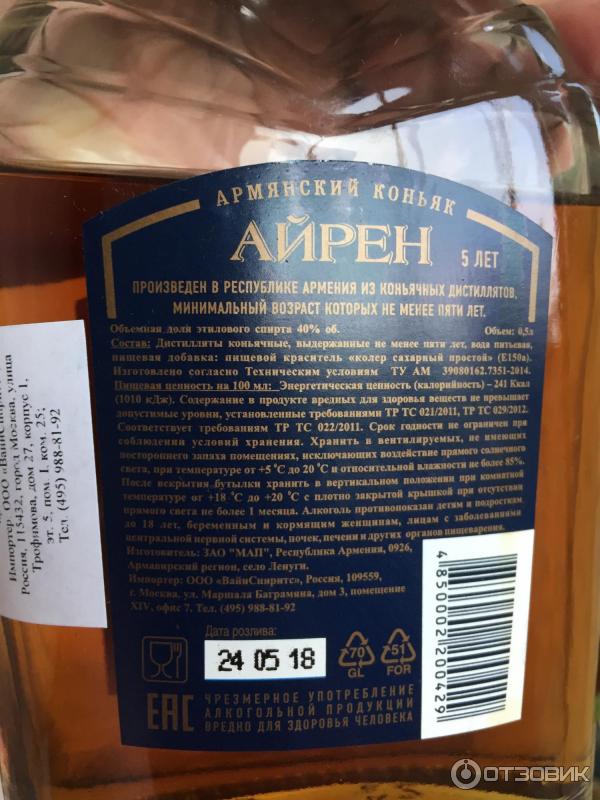 АРМЯНСКИЙ КОНЬЯК
АЙРЕН
5 ЛЕТ
ПРОИЗВЕДЕН В РЕСПУБЛИКЕ АРМЕНИЯ ИЗ КОНЬЯЧНЫХ ДИСТИЛЛЯТОВ,
МИНИМАЛЬНЫЙ ВОЗРАСТ КОТОРЫХ НЕ МЕНЕЕ ПЯТИ ЛЕТ.
Объемная доля этилового спирта 40% об. Объем: 0,5л
Состав: Дистилляты коньячные, выдержанные не менее пяти лет, вода питьевая,
пищевая добавка: пищевой краситель «колер сахарный простой» (Е150а).
Изготовлено согласно Техническим условиям ТУ АМ 39080162.7351-2014.
Пищевая ценность на 100 мл: Энергетическая ценность (калорийность) – 241 Ккал
(1010 кДж). Содержание в продукте вредных для здоровья веществ не превышает
допустимые уровни, установленные требованиями ТР ТС 021/2011, ТР ТС 029/2012.
Соответствует требованиям ТР ТС 022/2011. Срок годности не ограничен при
соблюдении условий хранения. Хранить в вентилируемых, не имеющих
постороннего запаха помещениях, исключающих воздействие прямого солнечного
света, при температуре от +5 °С до 20 °С и относительной влажности не более 85%.
После вскрытия бутылки хранить в вертикальном положении при комнатной
температуре от +18 °С до +20 °С с плотно закрытой крышкой при отсутствии
прямого света не более 1 месяца. Алкоголь противопоказан детям и подросткам
до 18 лет, беременным и кормящим женщинам, лицам с заболеваниями
центральной нервной системы, почек, печени и других органов пищеварения.
Изготовитель: ЗАО "МАП", Республика Армения, 0926,
Армавирский регион, село Ленуги.
Импортер: ООО «ВайнСпиритс», Россия, 109559,
г. Москва, ул. Маршала Баграмяна, дом 3, помещение
XIV, офис 7. Тел. (495) 988-81-92
Дата розлива:
24 05 18
70
GL
51
FOR
EAC
ЧРЕЗМЕРНОЕ УПОТРЕБЛЕНИЕ
АЛКОГОЛЬНОЙ ПРОДУКЦИИ
ВРЕДНО ДЛЯ ЗДОРОВЬЯ ЧЕЛОВЕКА
4850002200429
Импортер: ООО «ВайнСпиритс»
Россия, 115432, город Москва, улица
Трофимова, дом 27, корпус 1,
эт. 5, пом. I, ком. 25;
Тел. (495) 988-81-92
ОТЗОВИК